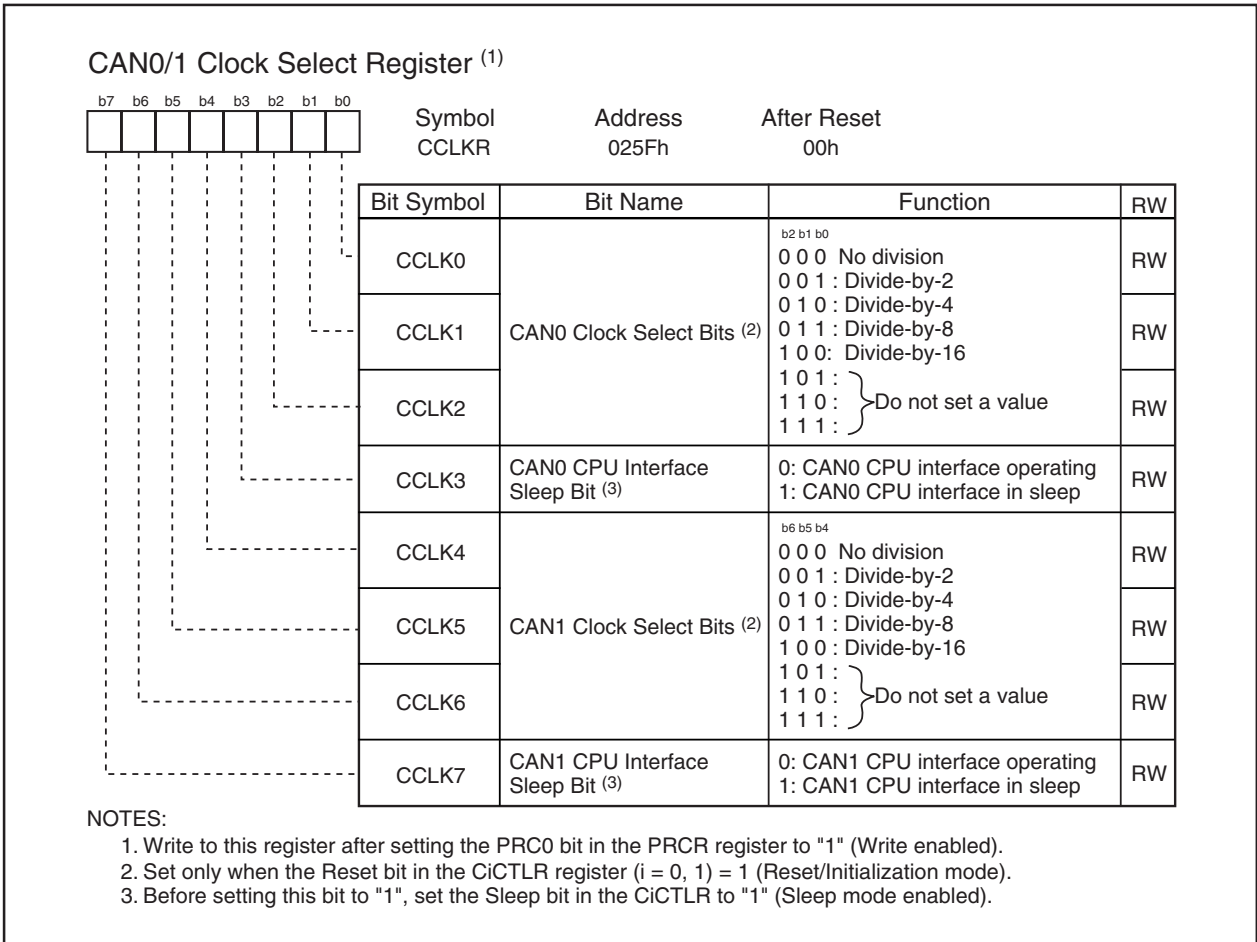 CAN0/1 Clock Select Register (1)
b7 b6 b5 b4 b3 b2 b1 b0
Symbol Address After Reset
CCLKR 025Fh 00h
Bit Symbol Bit Name Function RW
CCLK0 RW
CCLK1 CAN0 Clock Select Bits (2) RW
CCLK2 RW
b2 b1 b0
0 0 0 No division
0 0 1 : Divide-by-2
0 1 0 : Divide-by-4
0 1 1 : Divide-by-8
1 0 0: Divide-by-16
1 0 1 :
1 1 0 : Do not set a value
1 1 1 :
CCLK3 CAN0 CPU Interface 0: CAN0 CPU interface operating RW
Sleep Bit (3) 1: CAN0 CPU interface in sleep
CCLK4 RW
CCLK5 CAN1 Clock Select Bits (2) RW
CCLK6 RW
b6 b5 b4
0 0 0 No division
0 0 1 : Divide-by-2
0 1 0 : Divide-by-4
0 1 1 : Divide-by-8
1 0 0 : Divide-by-16
1 0 1 :
1 1 0 : Do not set a value
1 1 1 :
CCLK7 CAN1 CPU Interface 0: CAN1 CPU interface operating RW
Sleep Bit (3) 1: CAN1 CPU interface in sleep
NOTES:
1. Write to this register after setting the PRC0 bit in the PRCR register to "1" (Write enabled).
2. Set only when the Reset bit in the CiCTLR register (i = 0, 1) = 1 (Reset/Initialization mode).
3. Before setting this bit to "1", set the Sleep bit in the CiCTLR to "1" (Sleep mode enabled).